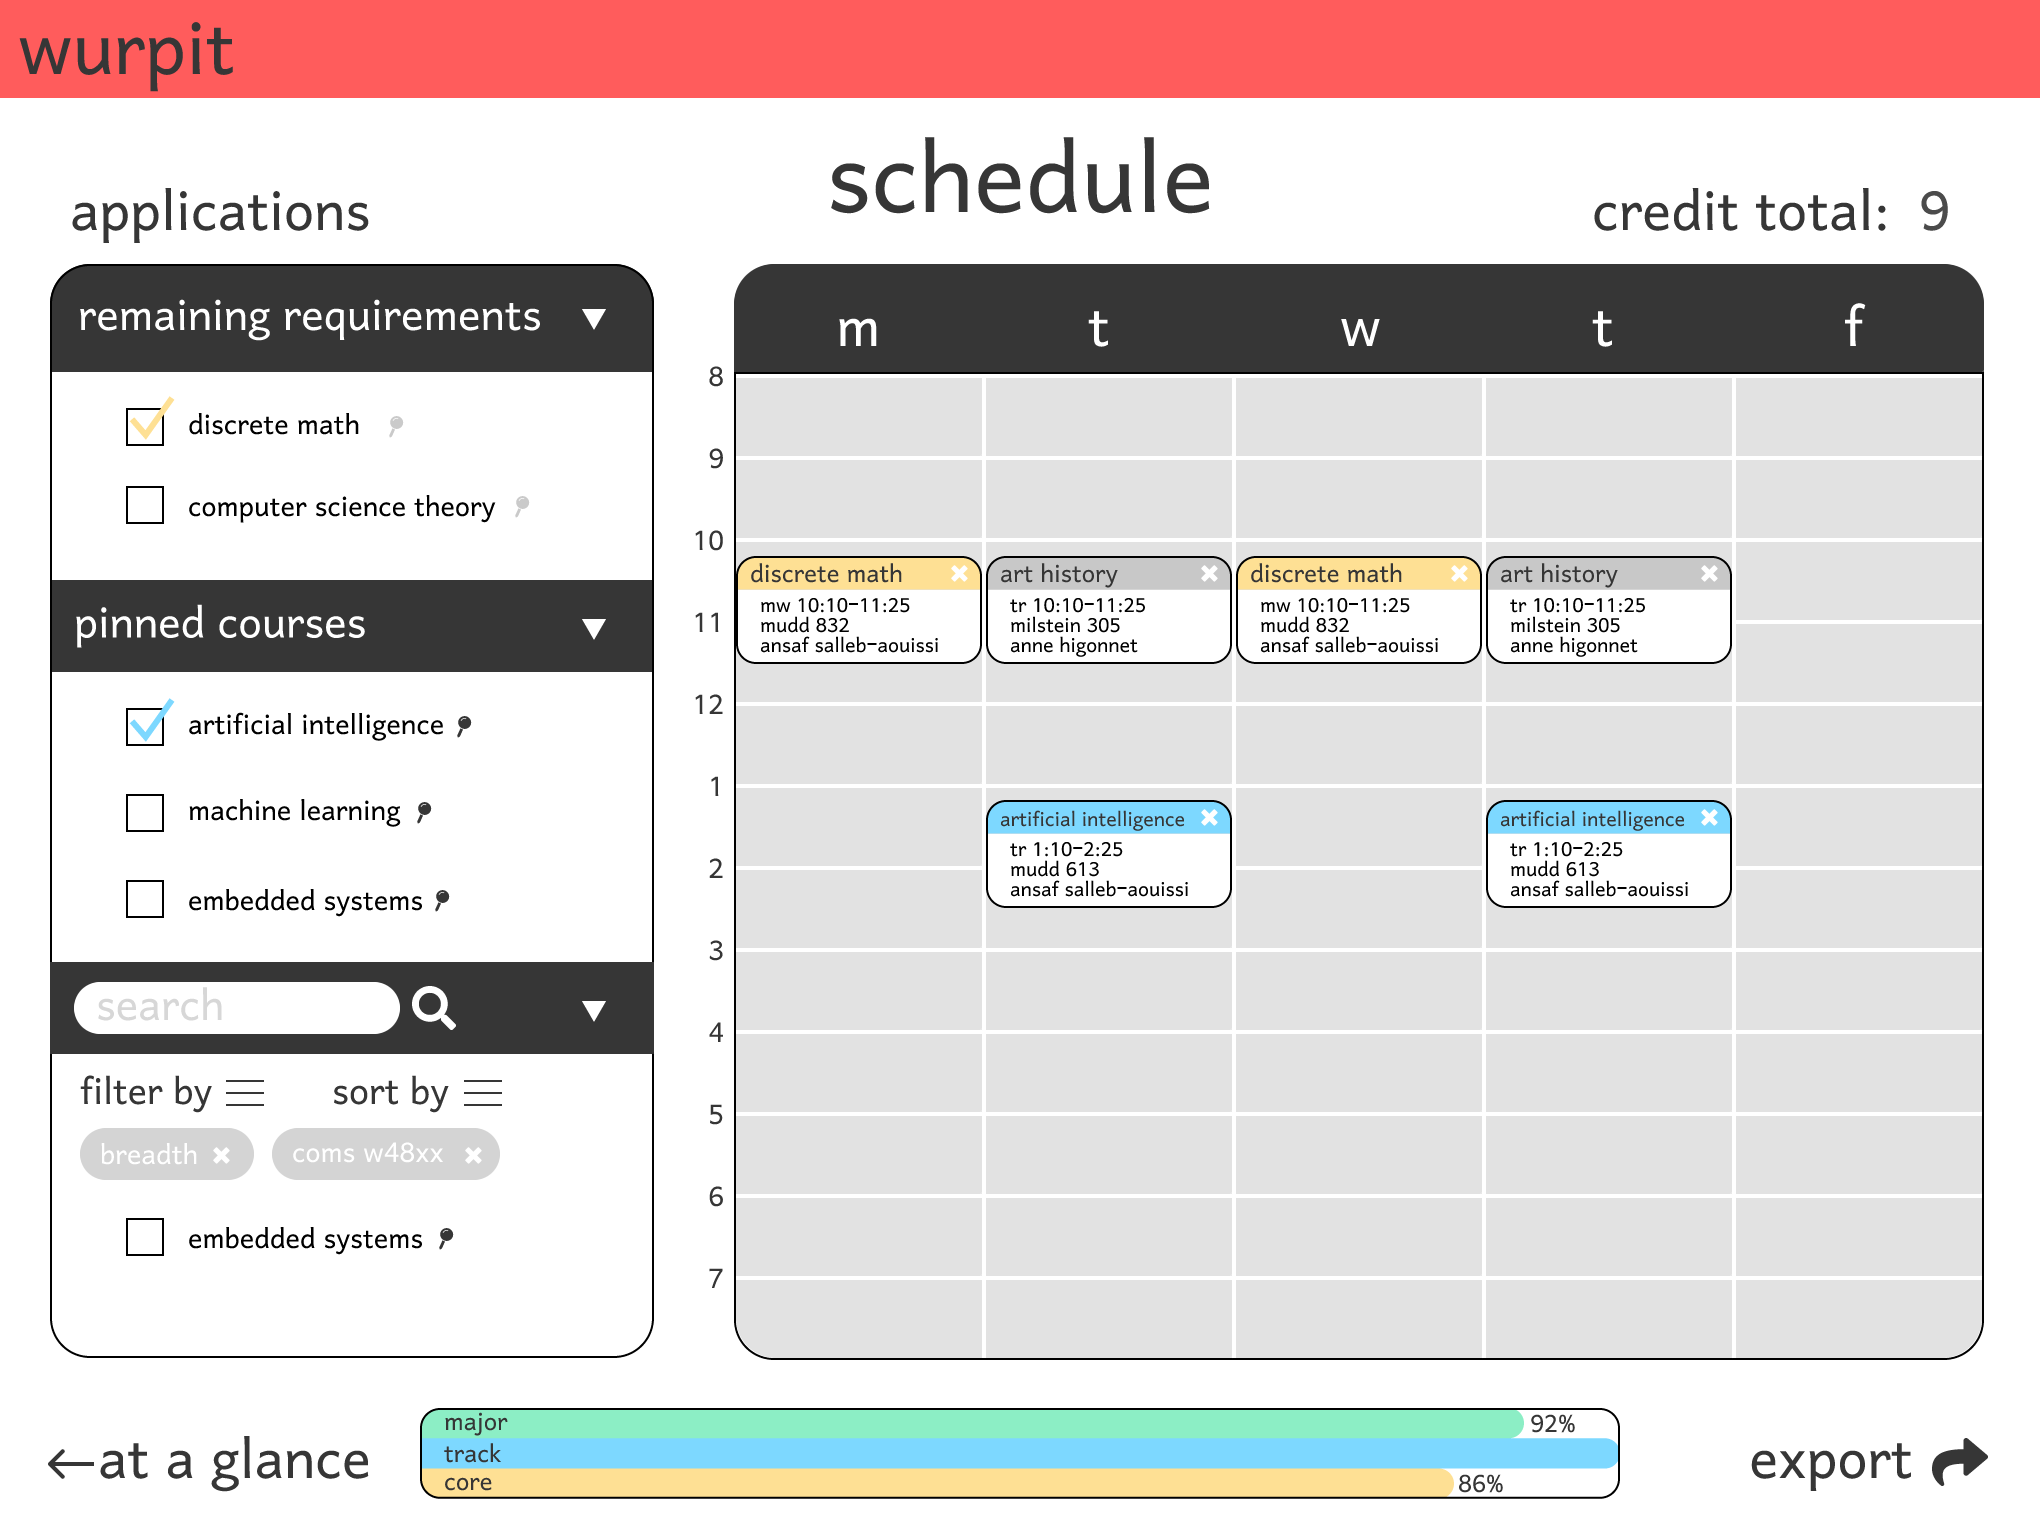 wurpit
schedule
applications
credit total: 9
remaining requirements
discrete math
computer science theory
pinned courses
artificial intelligence
machine learning
embedded systems
search
filter by
sort by
breadth
coms w48xx
embedded systems
m t w t f
8
9
10
11
12
1
2
3
4
5
6
7
discrete math
mw 10:10-11:25
mudd 832
ansaf salleb-aouissi
art history
tr 10:10-11:25
milstein 305
anne higonnet
discrete math
mw 10:10-11:25
mudd 832
ansaf salleb-aouissi
art history
tr 10:10-11:25
milstein 305
anne higonnet
artificial intelligence
tr 1:10-2:25
mudd 613
ansaf salleb-aouissi
artificial intelligence
tr 1:10-2:25
mudd 613
ansaf salleb-aouissi
←at a glance
major 92%
track
core 86%
export